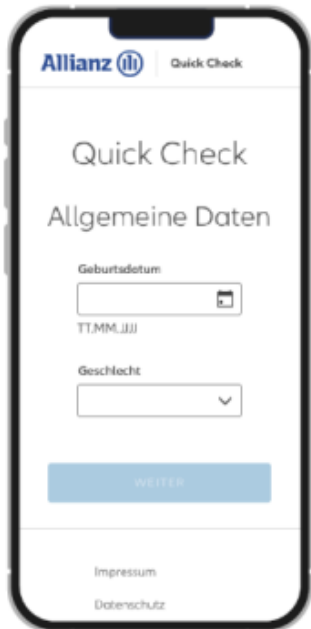 Allianz Quick Check
Quick Check
Allgemeine Daten
Geburtsdatum
TT.MM.JJJJ
Geschlecht
WEITER
Impressum
Datenschutz